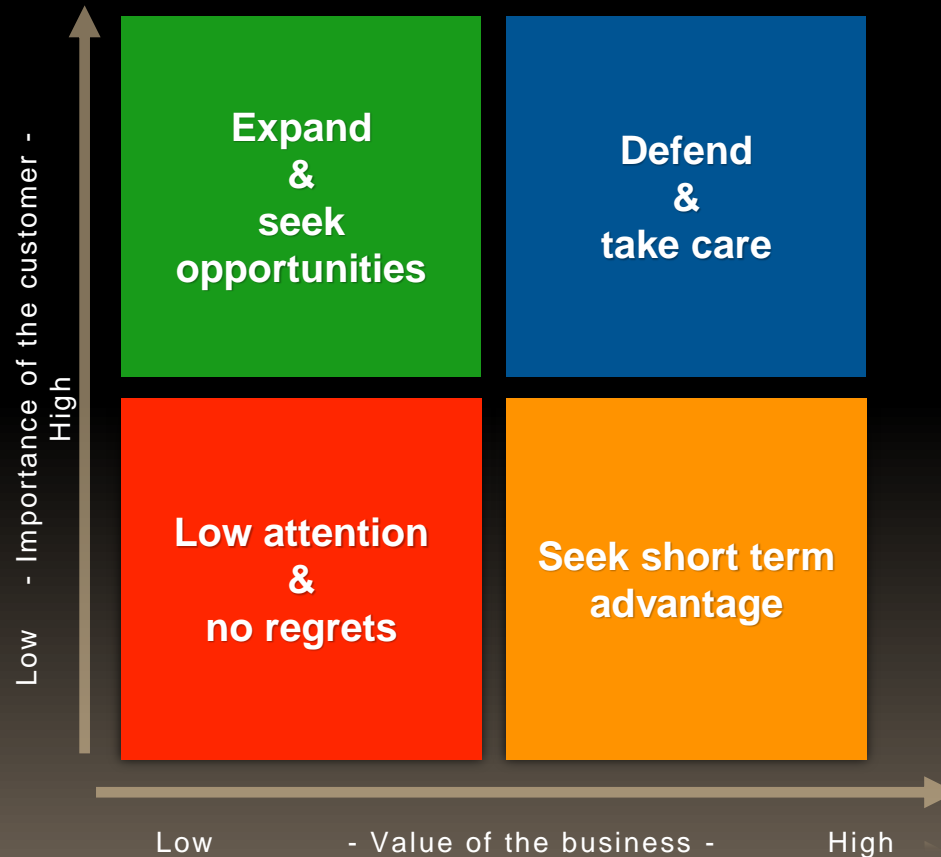 Expand
&
seek
opportunities
Defend
&
take care
Low - Importance of the customer -
High
Low attention
&
no regrets
Seek short term
advantage
Low - Value of the business - High